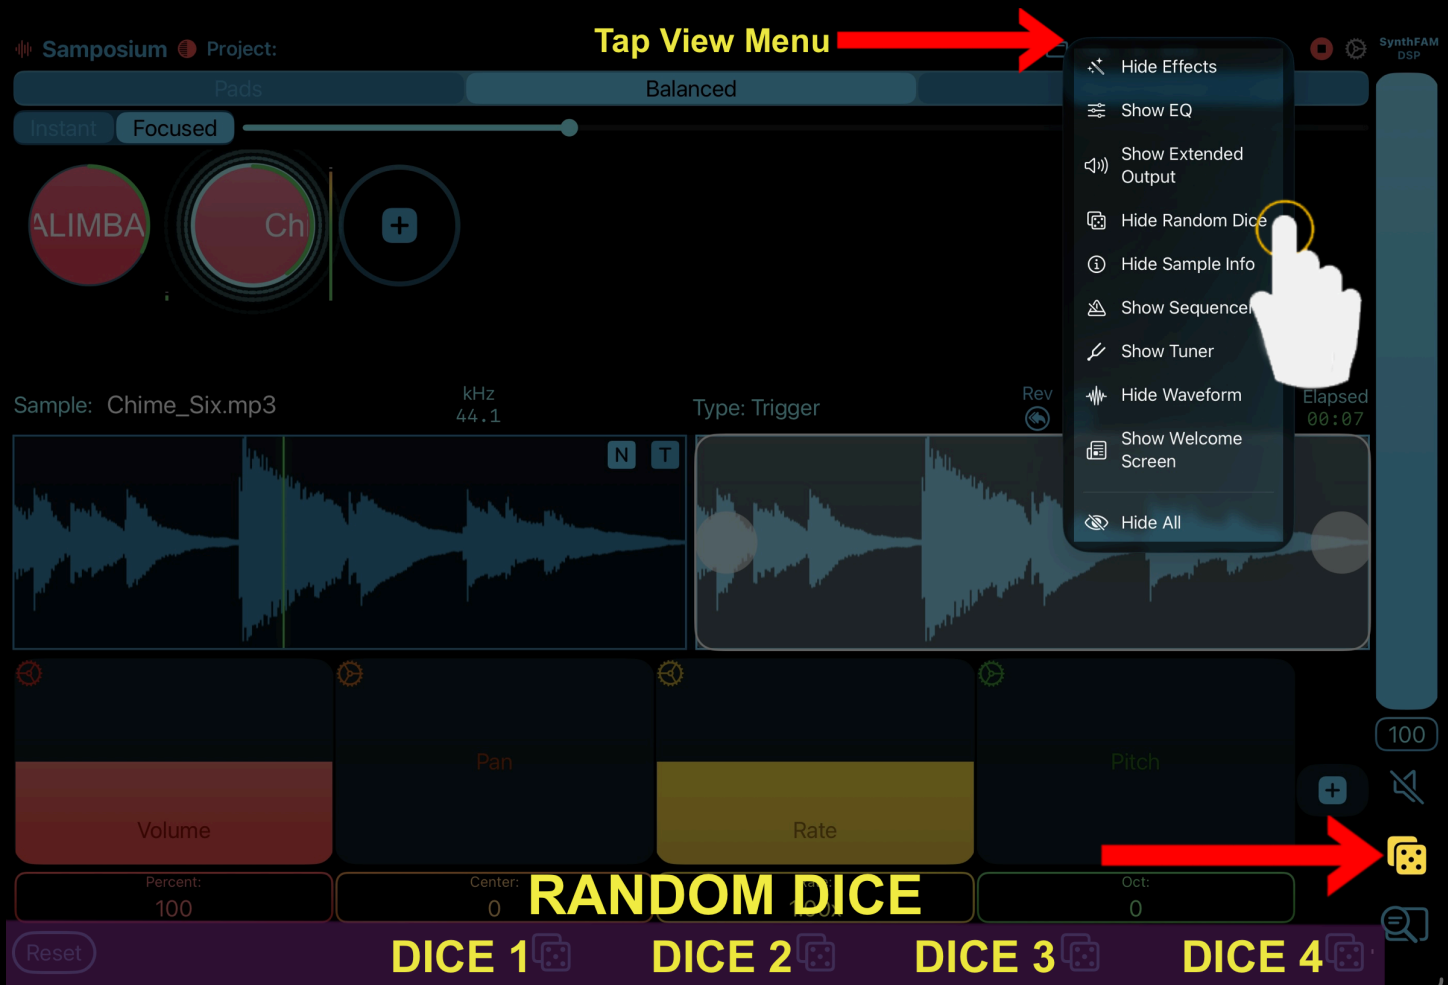 Tap View Menu
Samposium Project:
SynthFAM
DSP
Pads
Balanced
Instant
Focused
Hide Effects
Show EQ
Show Extended
Output
Hide Random Dice
Hide Sample Info
Show Sequencer
Show Tuner
Hide Waveform
Show Welcome
Screen
Hide All
ALIMBA
Chi
Sample: Chime_Six.mp3
kHz
44.1
Type: Trigger
Rev
Elapsed
00:07
N T
100
Pan
Pitch
Volume
Rate
Percent:
100
Center:
0
Oct:
0
RANDOM DICE
Reset
DICE 1
DICE 2
DICE 3
DICE 4